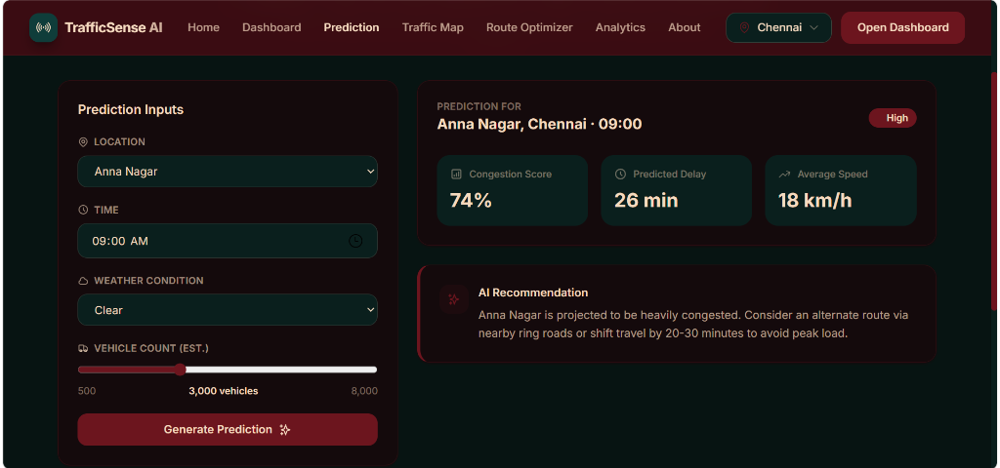 TrafficSense AI
Home
Dashboard
Prediction
Traffic Map
Route Optimizer
Analytics
About
Chennai
Open Dashboard
Prediction Inputs
LOCATION
Anna Nagar
TIME
09:00 AM
WEATHER CONDITION
Clear
VEHICLE COUNT (EST.)
500
3,000 vehicles
8,000
Generate Prediction
PREDICTION FOR
Anna Nagar, Chennai · 09:00
High
Congestion Score
74%
Predicted Delay
26 min
Average Speed
18 km/h
AI Recommendation
Anna Nagar is projected to be heavily congested. Consider an alternate route via
nearby ring roads or shift travel by 20-30 minutes to avoid peak load.